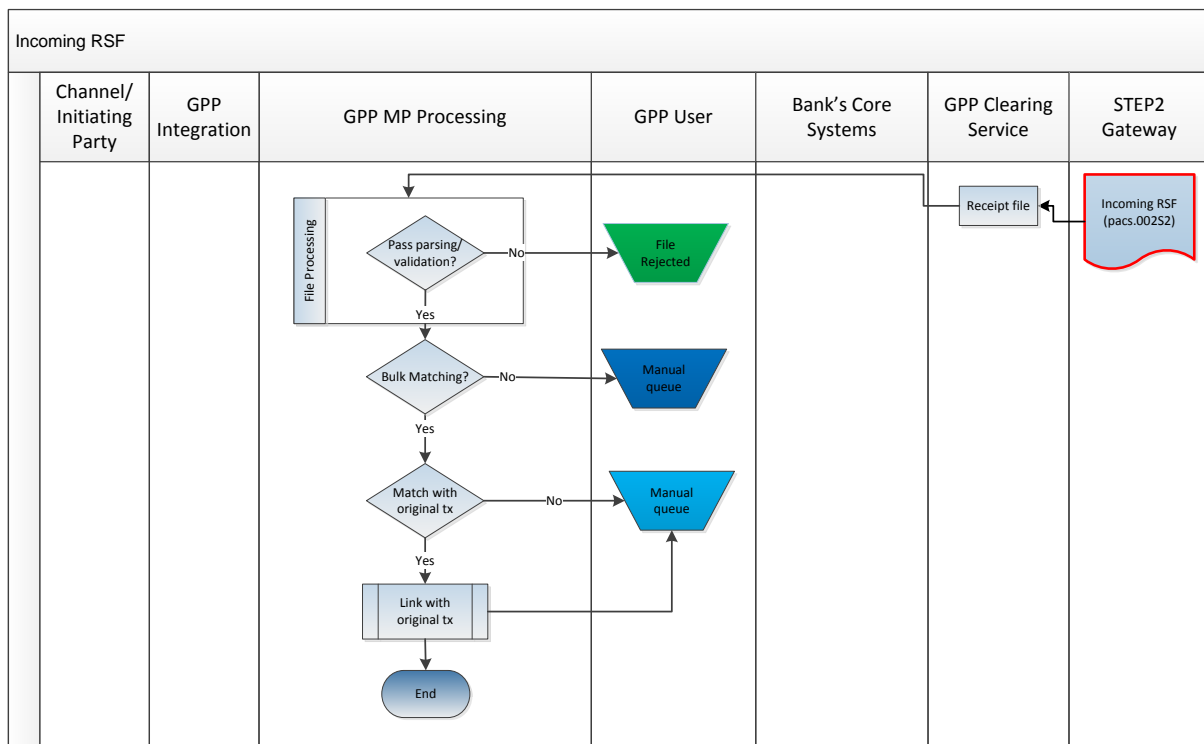 Incoming RSF
Channel/
Initiating
Party
GPP
Integration
GPP MP Processing
GPP User
Bank's Core
Systems
GPP Clearing
Service
STEP2
Gateway
File Processing
Pass parsing/
validation?
No
File
Rejected
Receipt file
Incoming RSF
(pacs.002S2)
Yes
Bulk Matching?
No
Manual
queue
Yes
Match with
original tx
No
Manual
queue
Yes
Link with
original tx
End